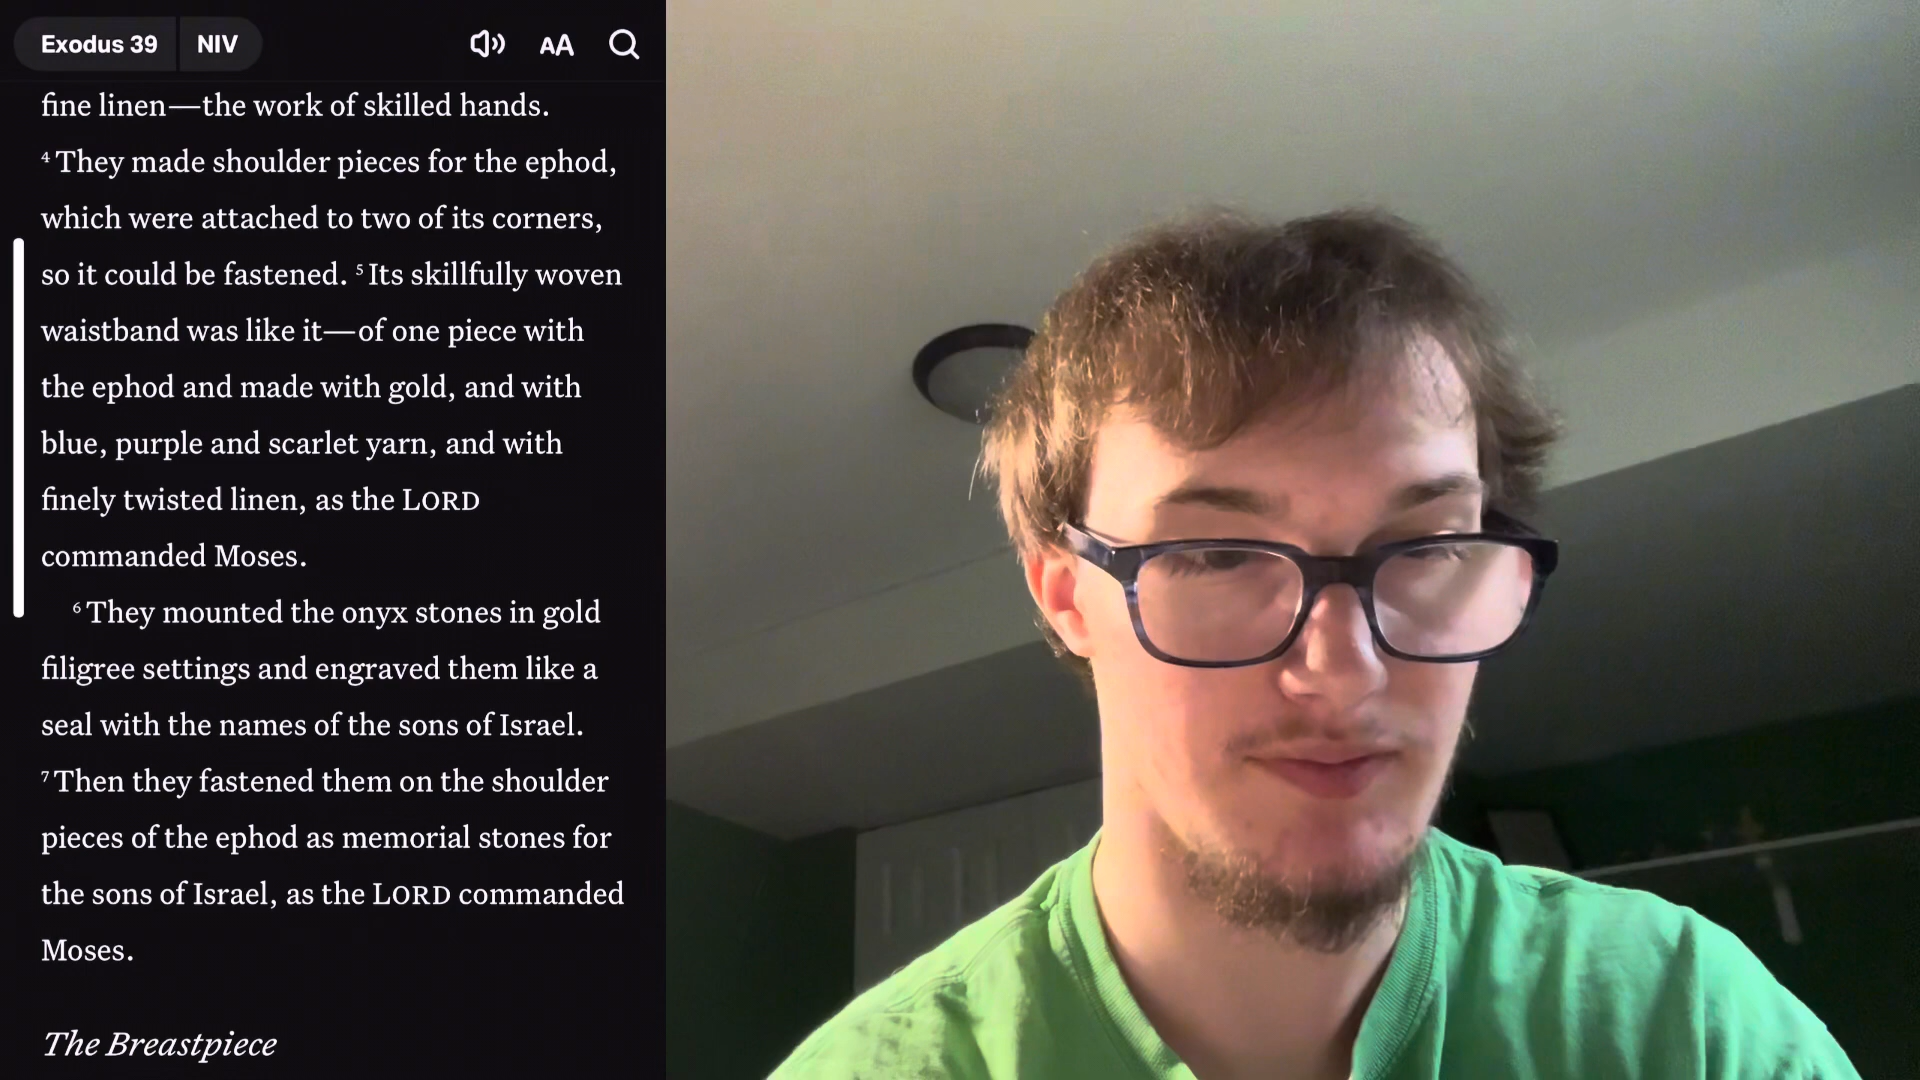 Exodus 39 NIV AA
fine linen—the work of skilled hands.
4 They made shoulder pieces for the ephod,
which were attached to two of its corners,
so it could be fastened. 5 Its skillfully woven
waistband was like it—of one piece with
the ephod and made with gold, and with
blue, purple and scarlet yarn, and with
finely twisted linen, as the LORD
commanded Moses.
6 They mounted the onyx stones in gold
filigree settings and engraved them like a
seal with the names of the sons of Israel.
7 Then they fastened them on the shoulder
pieces of the ephod as memorial stones for
the sons of Israel, as the LORD commanded
Moses.
The Breastpiece